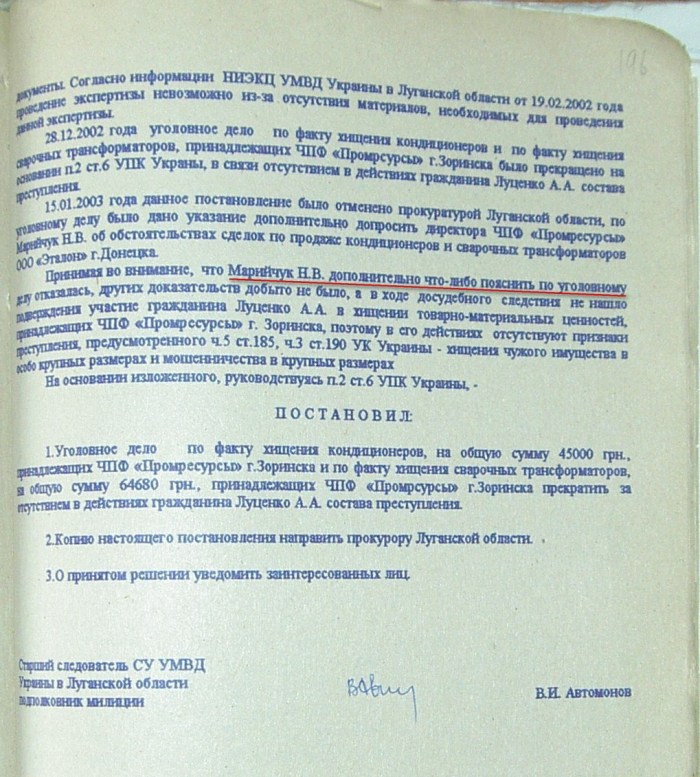 196
документы. Согласно информации НИЭКЦ УМВД Украины в Луганской области от 19.02.2002 года
проведение экспертизы невозможно из-за отсутствия материалов, необходимых для проведения
данной экспертизы.
28.12.2002 года уголовное дело по факту хищения кондиционеров и по факту хищения
сварочных трансформаторов, принадлежащих ЧПФ «Промрсурсы» г.Зоринска было прекращено на
основании п.2 ст.6 УПК Украны, в связи отсутствием в действиях гражданина Луценко А.А. состава
преступления.
15.01.2003 года данное постановление было отменено прокуратурой Луганской области, по
уголовному делу было дано указание дополнительно допросить директора ЧПФ «Промресурсы»
Марийчук Н.В. об обстоятельствах сделок по продаже кондиционеров и сварочных трансформаторов
ООО «Эталон» г.Донецка.
Принимая во внимание, что Марийчук Н.В. дополнительно что-либо пояснить по уголовному
делу отказалась, других доказательств добыто не было, а в ходе досудебного следствия не нашло
подтверждения участие гражданина Луценко А.А. в хищении товарно-материальных ценностей,
принадлежащих ЧПФ «Промресурсы» г. Зоринска, поэтому в его действиях отсутствуют признаки
преступления, предусмотренного ч.5 ст.185, ч.3 ст.190 УК Украины - хищения чужого имущества в
особо крупных размерах и мошенничества в крупных размерах
На основании изложенного, руководствуясь п.2 ст.6 УПК Украины, -
ПОСТАНОВИЛ:
1.Уголовное дело по факту хищения кондиционеров, на общую сумму 45000 грн.,
принадлежащих ЧПФ «Промресурсы» г.Зоринска и по факту хищения сварочных трансформаторов,
на общую сумму 64680 грн., принадлежащих ЧПФ «Промрсурсы» г.Зоринска прекратить за
отсутствием в действиях гражданина Луценко А.А. состава преступления.
2.Копию настоящего постановления направить прокурору Луганской области.
3.О принятом решении уведомить заинтересованных лиц.
Старший следователь СУ УМВД
Украины в Луганской области
подполковник милиции
В.И. Автомонов